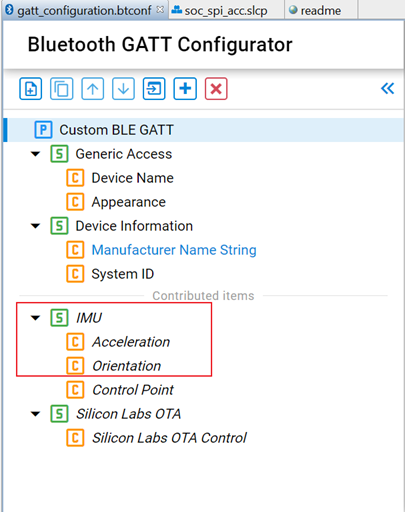 gatt_configuration.btconf soc_spi_acc.slcp readme
Bluetooth GATT Configurator
P Custom BLE GATT
S Generic Access
C Device Name
C Appearance
S Device Information
C Manufacturer Name String
C System ID
Contributed items
S IMU
C Acceleration
C Orientation
C Control Point
S Silicon Labs OTA
C Silicon Labs OTA Control